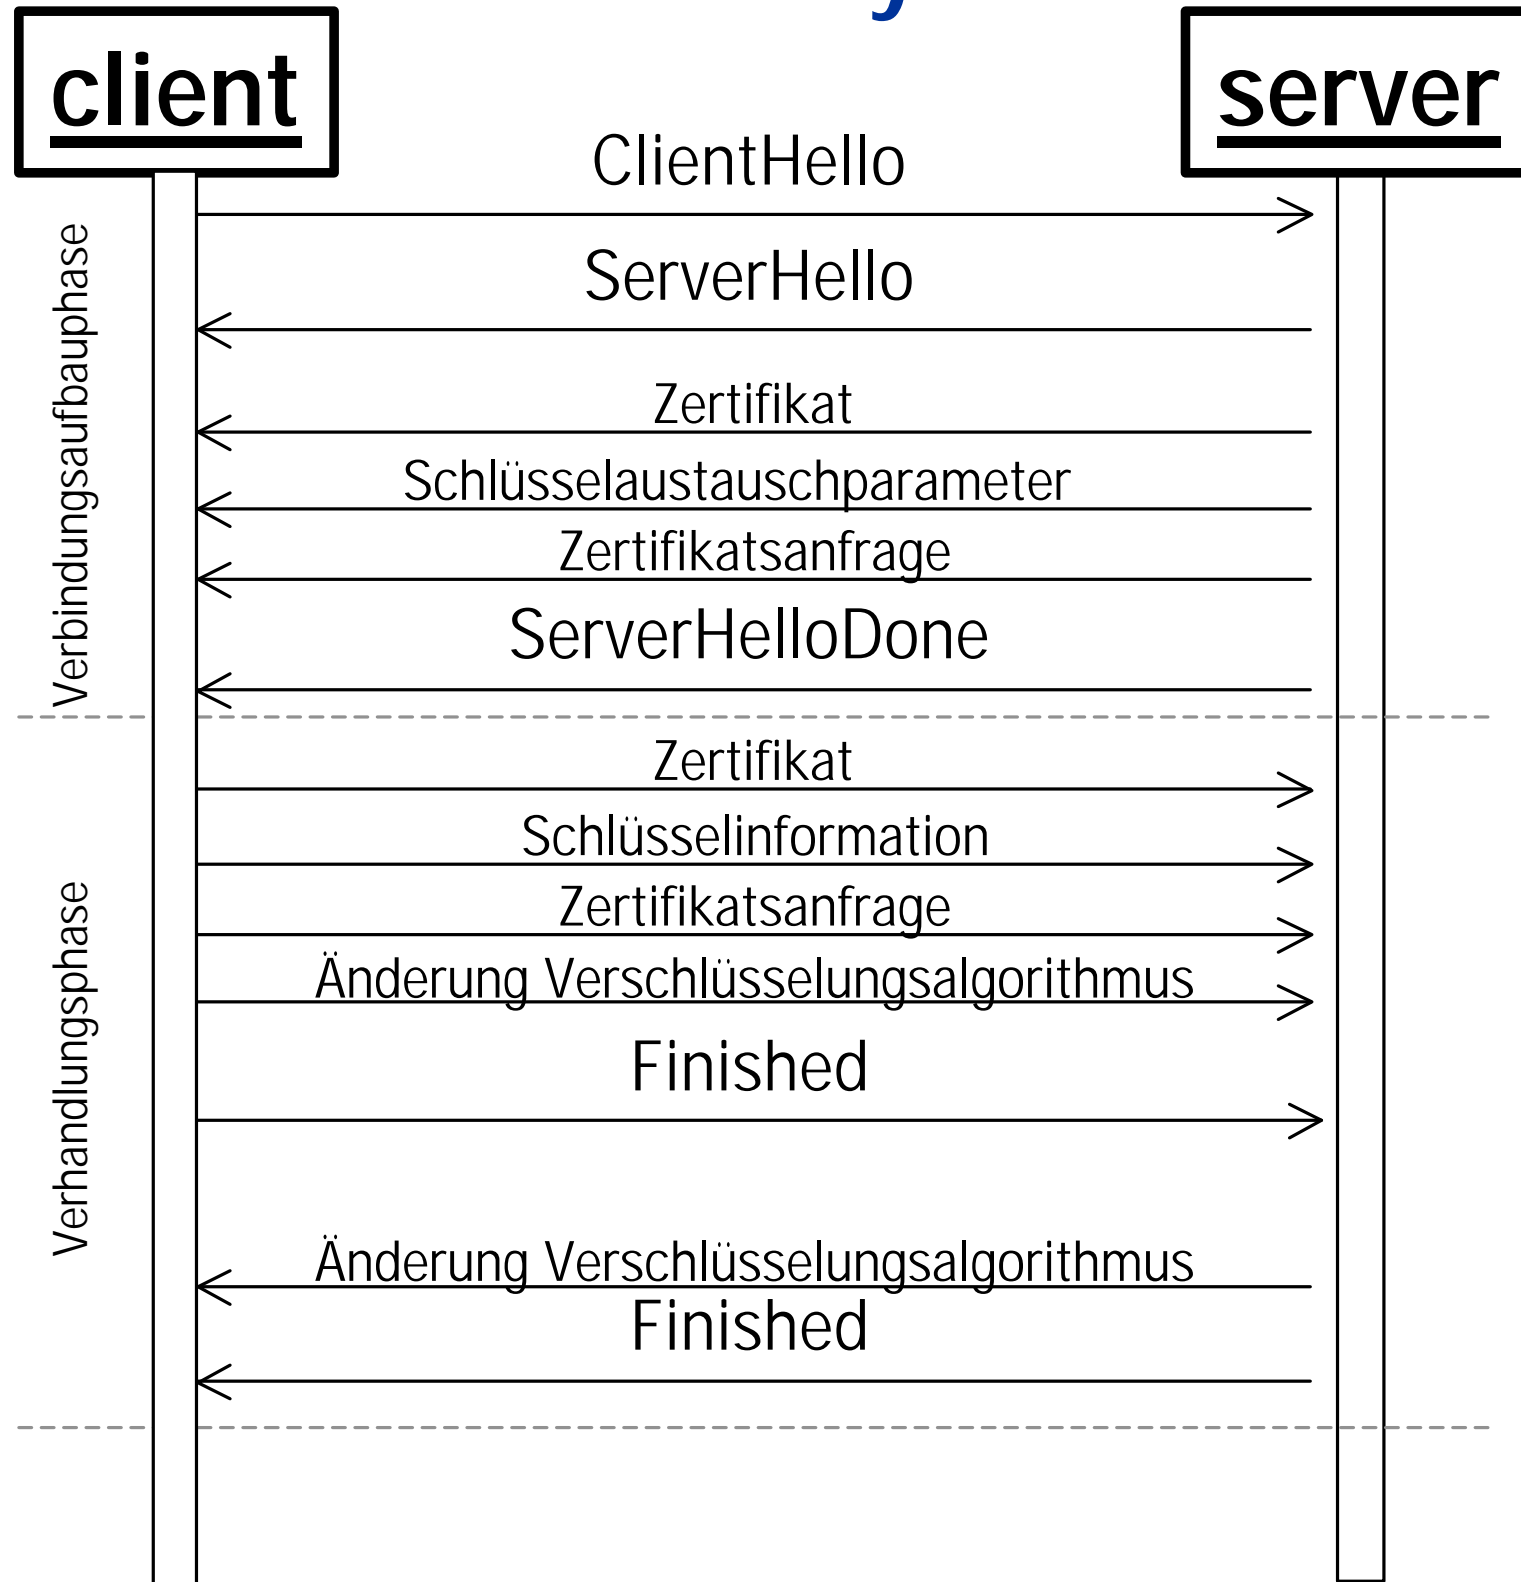 client
server
ClientHello
ServerHello
Zertifikat
Schlüsselaustauschparameter
Zertifikatsanfrage
ServerHelloDone
Verbindungsaufbauphase
Zertifikat
Schlüsselinformation
Zertifikatsanfrage
Änderung Verschlüsselungsalgorithmus
Finished
Änderung Verschlüsselungsalgorithmus
Finished
Verhandlungsphase